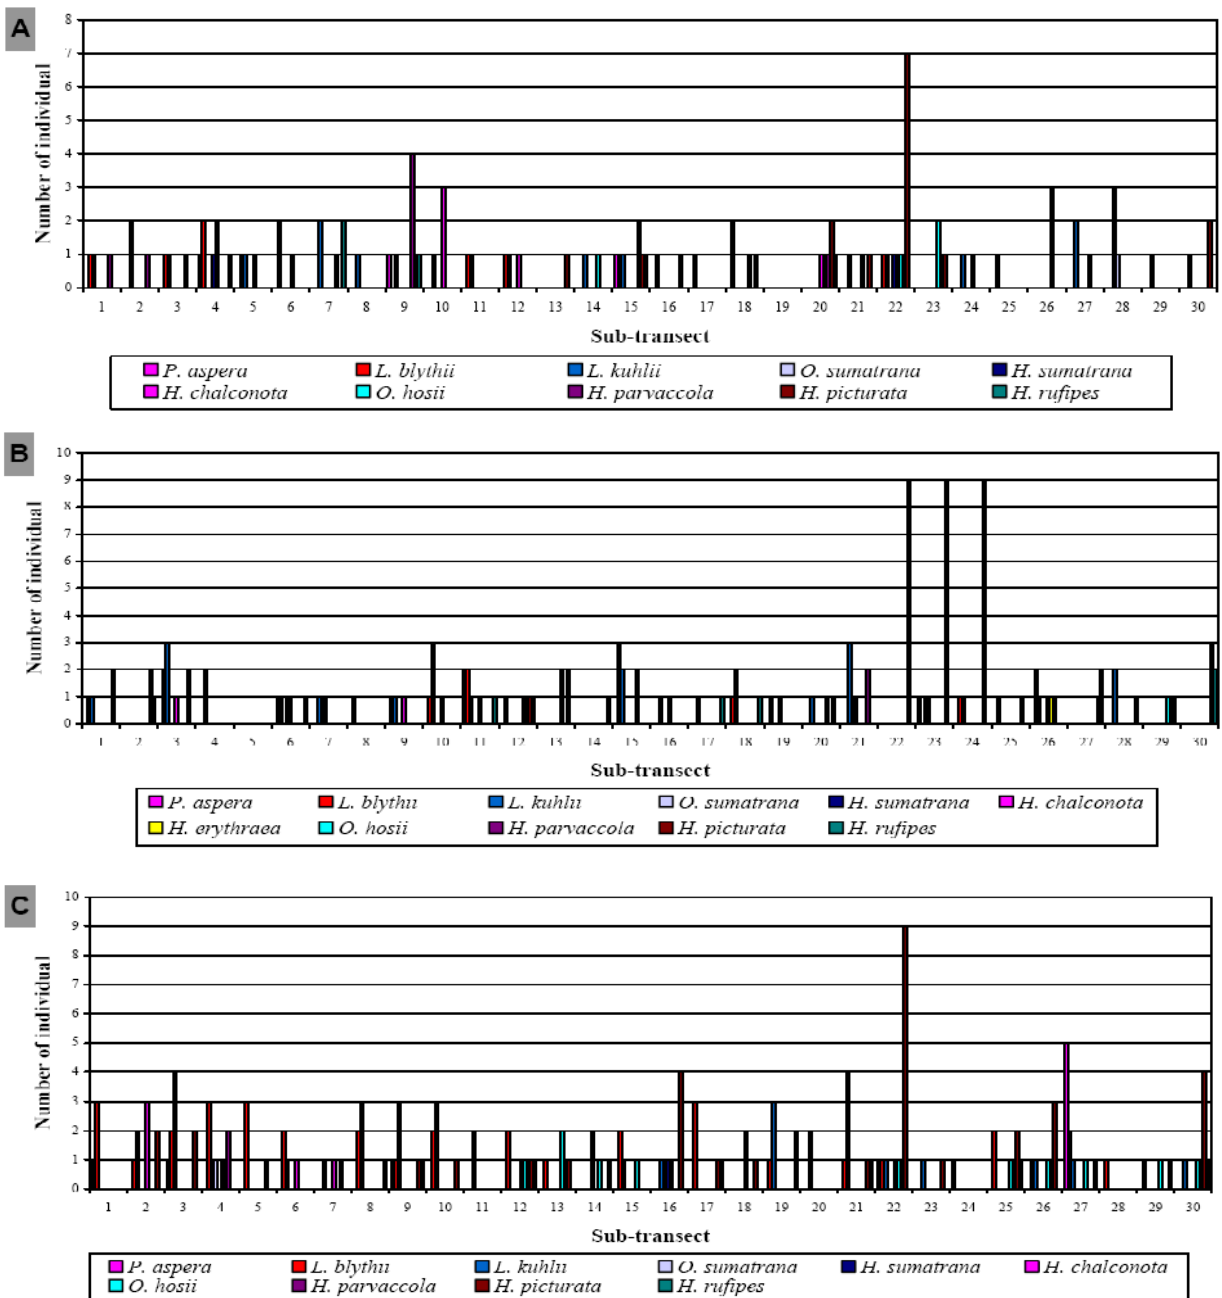 A
Number of individual
8
7
6
5
4
3
2
1
0
1 2 3 4 5 6 7 8 9 10 11 12 13 14 15 16 17 17 18 19 20 21 22 23 24 25 26 27 28 29 30
Sub-transect
P. aspera L. blythii L. kuhlii O. sumatrana H. sumatrana
H. chalconota O. hosii H. parvaccola H. picturata H. rufipes
B
Number of individual
10
9
8
7
6
5
4
3
2
1
0
1 2 3 4 5 6 7 8 9 10 11 12 13 14 15 16 17 18 19 20 21 22 23 24 25 26 27 28 29 30
Sub-transect
P. aspera L. blythii L. kuhlii O. sumatrana H. sumatrana H. chalconota
H. erythraea O. hosii H. parvaccola H. picturata H. rufipes
C
Number of individual
10
9
8
7
6
5
4
3
2
1
0
1 2 3 4 5 6 7 8 9 10 11 12 13 14 15 16 17 18 19 20 21 22 23 24 25 26 27 28 29 30
Sub-transect
P. aspera L. blythii L. kuhlii O. sumatrana H. sumatrana H. chalconota
O. hosii H. parvaccola H. picturata H. rufipes